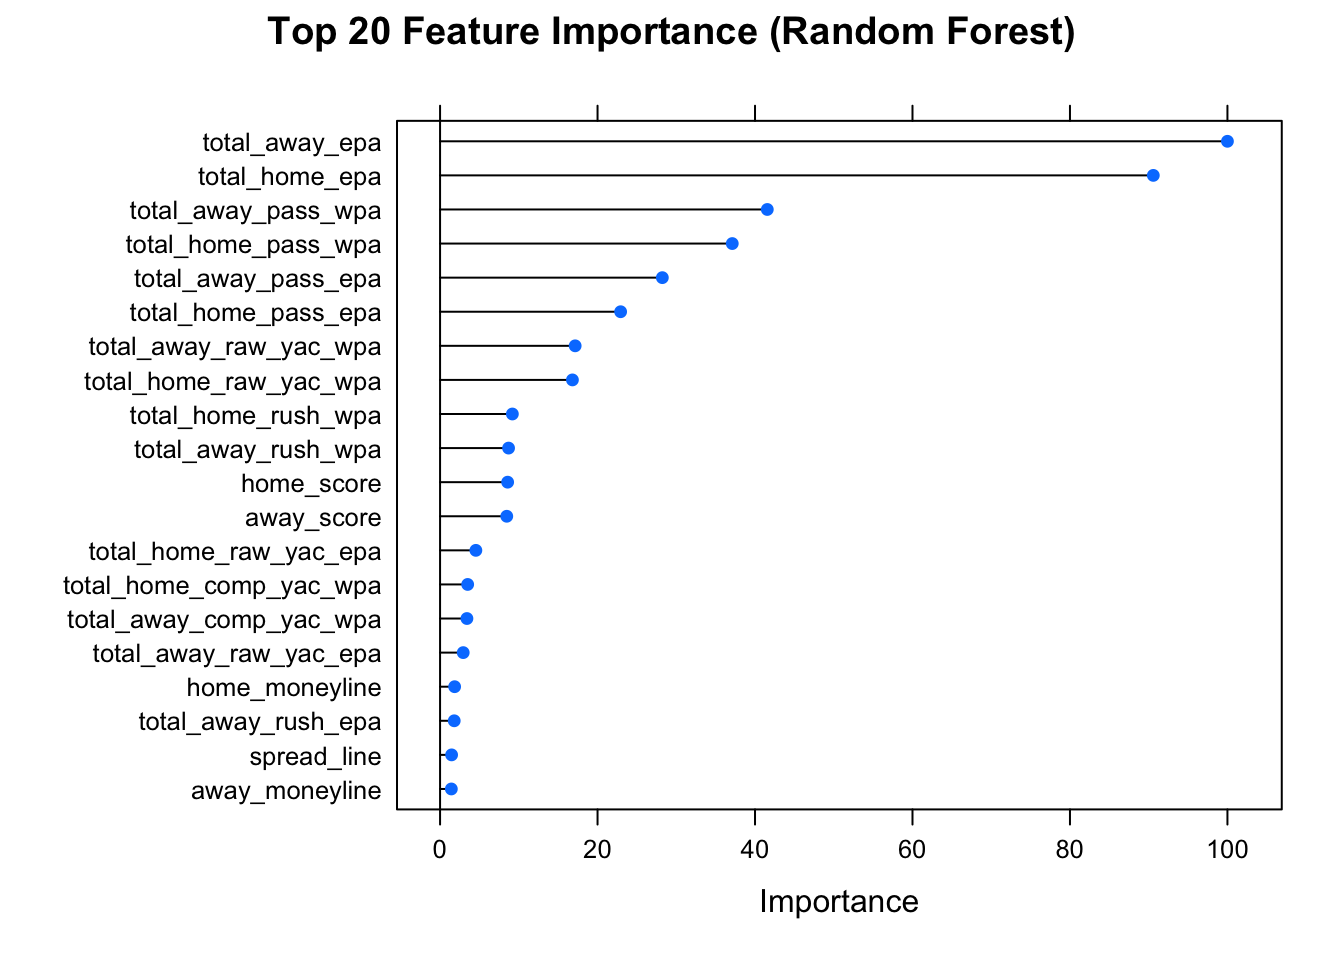 Top 20 Feature Importance (Random Forest)
total_away_epa
total_home_epa
total_away_pass_wpa
total_home_pass_wpa
total_away_pass_epa
total_home_pass_epa
total_away_raw_yac_wpa
total_home_raw_yac_wpa
total_home_rush_wpa
total_away_rush_wpa
home_score
away_score
total_home_raw_yac_epa
total_home_comp_yac_wpa
total_away_comp_yac_wpa
total_away_raw_yac_epa
home_moneyline
total_away_rush_epa
spread_line
away_moneyline
0 20 40 60 80 100
Importance